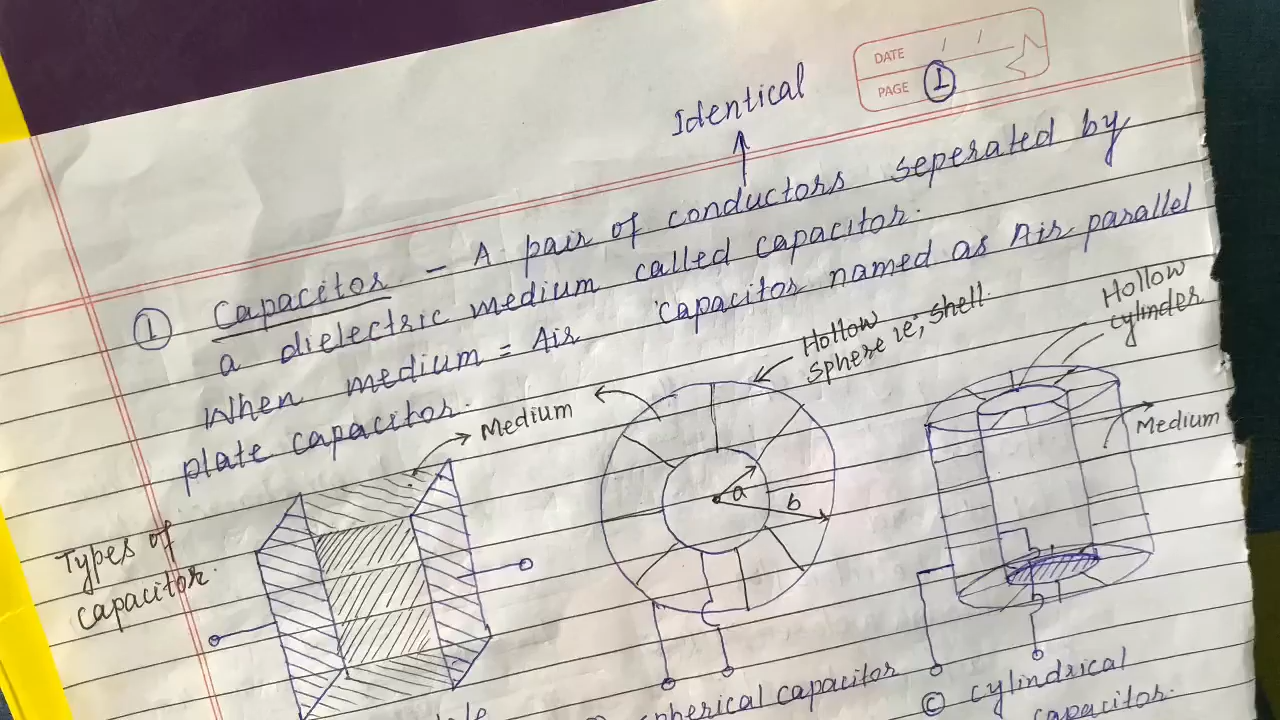 DATE / /
PAGE 1
Identical
① Capacitor – A pair of conductors seperated by
a dielectric medium called capacitor.
When medium = Air capacitor named as Air parallel
plate capacitor.
Types of
capacitor.
Medium
Hollow
sphere ie; shell
a
b
Hollow
cylinder
Medium
spherical capacitor
© cylindrical
capacitor.